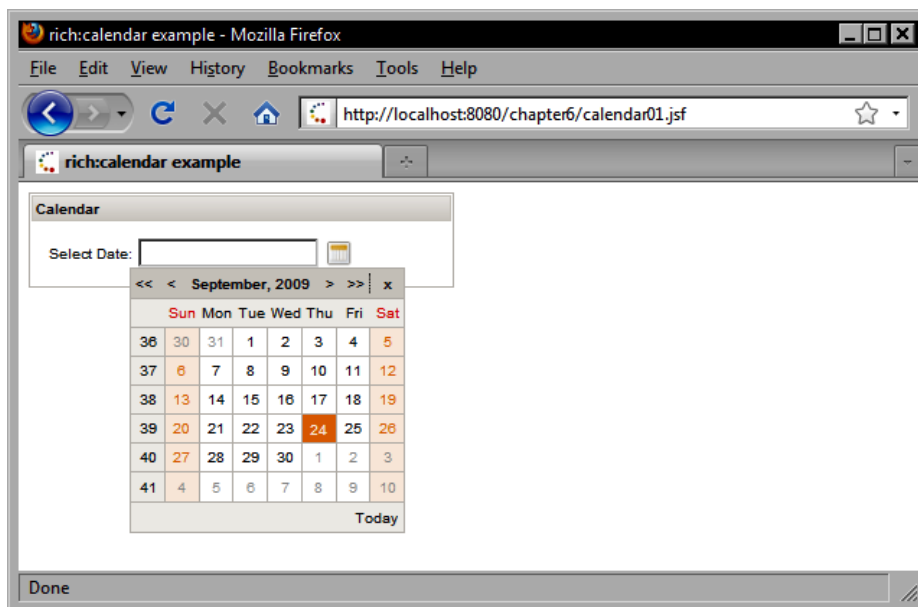 rich:calendar example - Mozilla Firefox
File Edit View History Bookmarks Tools Help
http://localhost:8080/chapter6/calendar01.jsf
rich:calendar example
Calendar
Select Date:
<< < September, 2009 > >> x
Sun Mon Tue Wed Thu Fri Sat
36 30 31 1 2 3 4 5
37 6 7 8 9 10 11 12
38 13 14 15 16 17 18 19
39 20 21 22 23 24 25 26
40 27 28 29 30 1 2 3
41 4 5 6 7 8 9 10
Today
Done